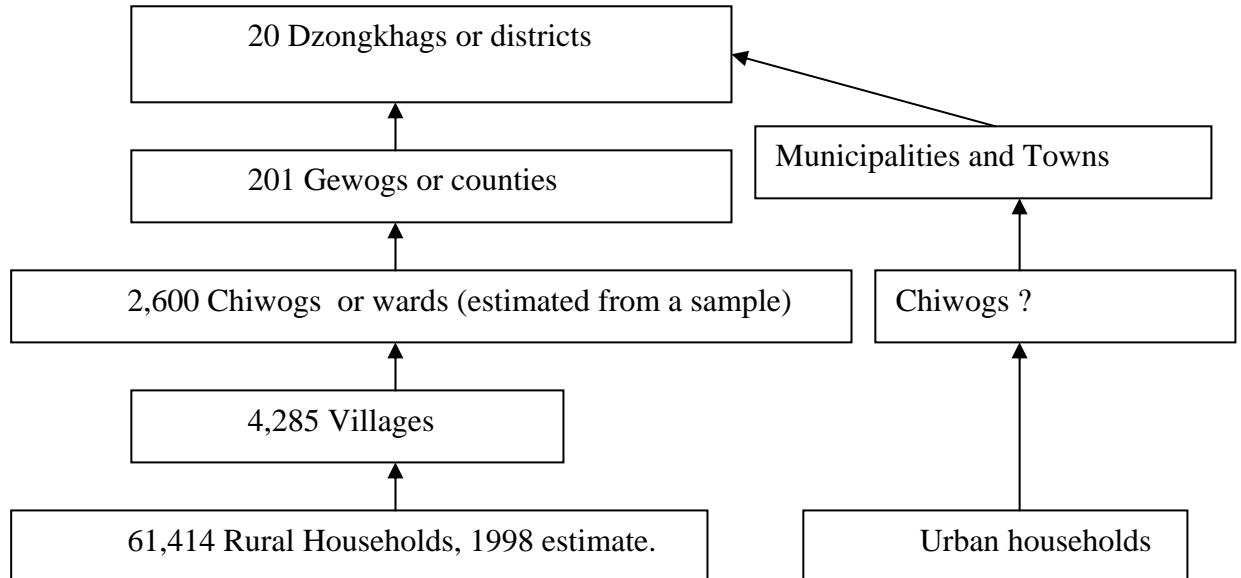 20 Dzongkhags or districts
Municipalities and Towns
201 Gewogs or counties
2,600 Chiwogs or wards (estimated from a sample)
Chiwogs ?
4,285 Villages
61,414 Rural Households, 1998 estimate.
Urban households